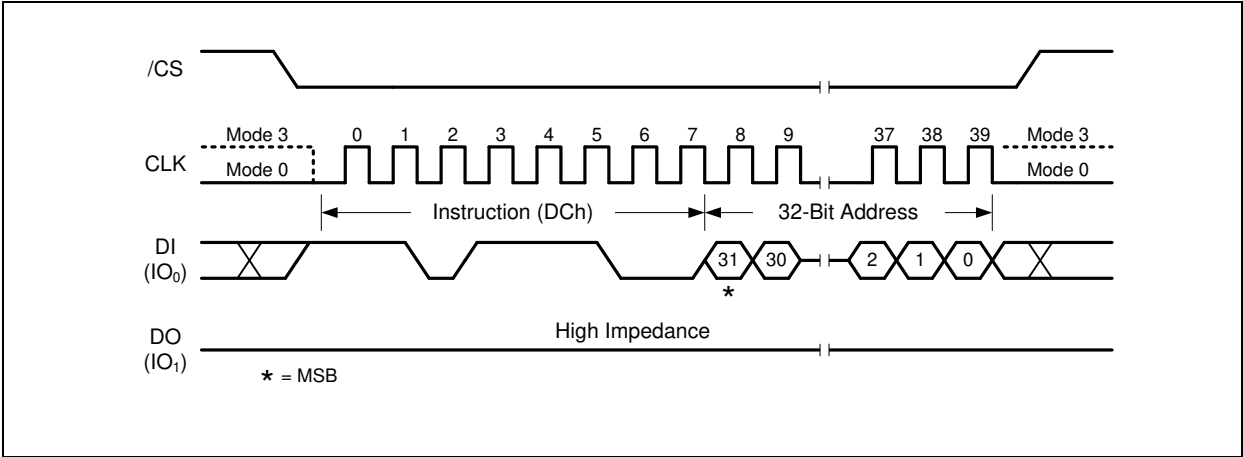 /CS
Mode 3 0 1 2 3 4 5 6 7 8 9 37 38 39 Mode 3
CLK
Mode 0 Mode 0
Instruction (DCh) 32-Bit Address
DI
(IO₀) 31 30 2 1 0
*
High Impedance
DO
(IO₁)
* = MSB